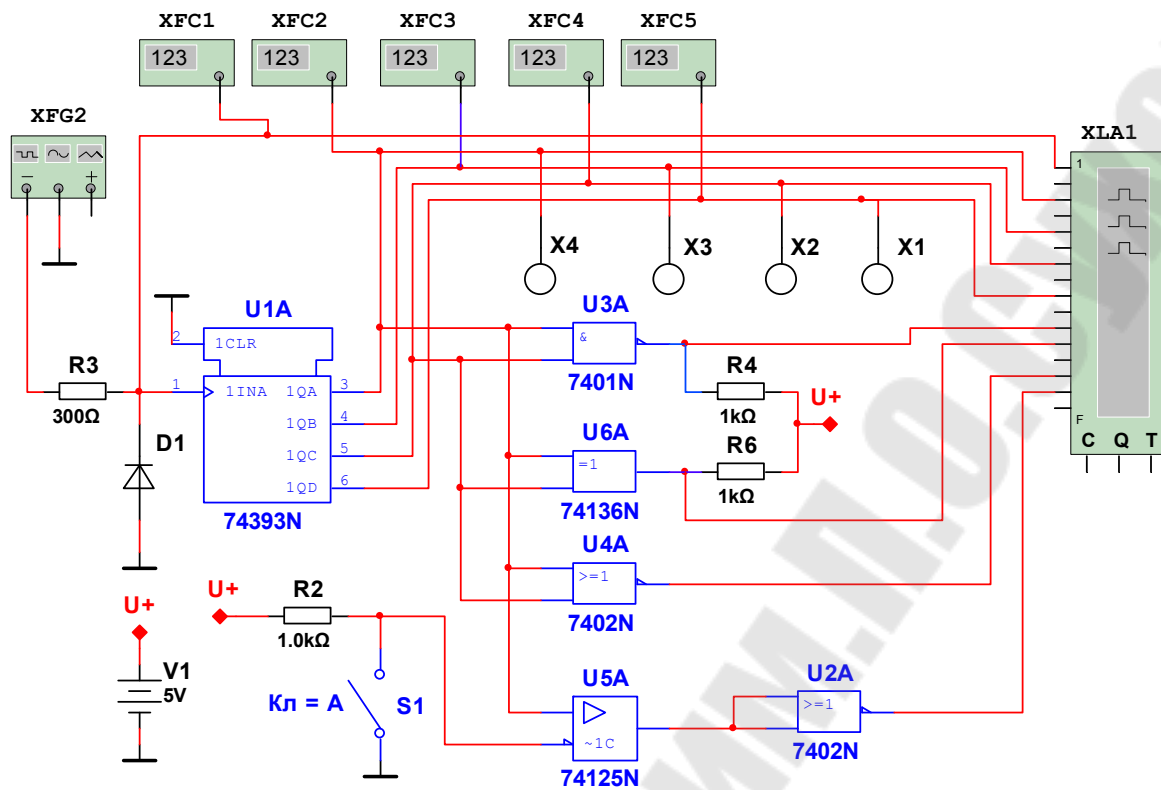 XFC1 XFC2 XFC3 XFC4 XFC5
123 123 123 123 123
XFG2
XLA1
1
X4 X3 X2 X1
U1A
2 1CLR
1 1INA
1QA 3
1QB 4
1QC 5
1QD 6
74393N
R3
300Ω
D1
U3A
&
7401N
R4
1kΩ
U+
U6A
=1
74136N
R6
1kΩ
F
C Q T
U4A
>=1
7402N
U+
R2
1.0kΩ
U+
V1
5V
Кл = A
S1
U5A
~1C
74125N
U2A
>=1
7402N
им.П.О.Сухо